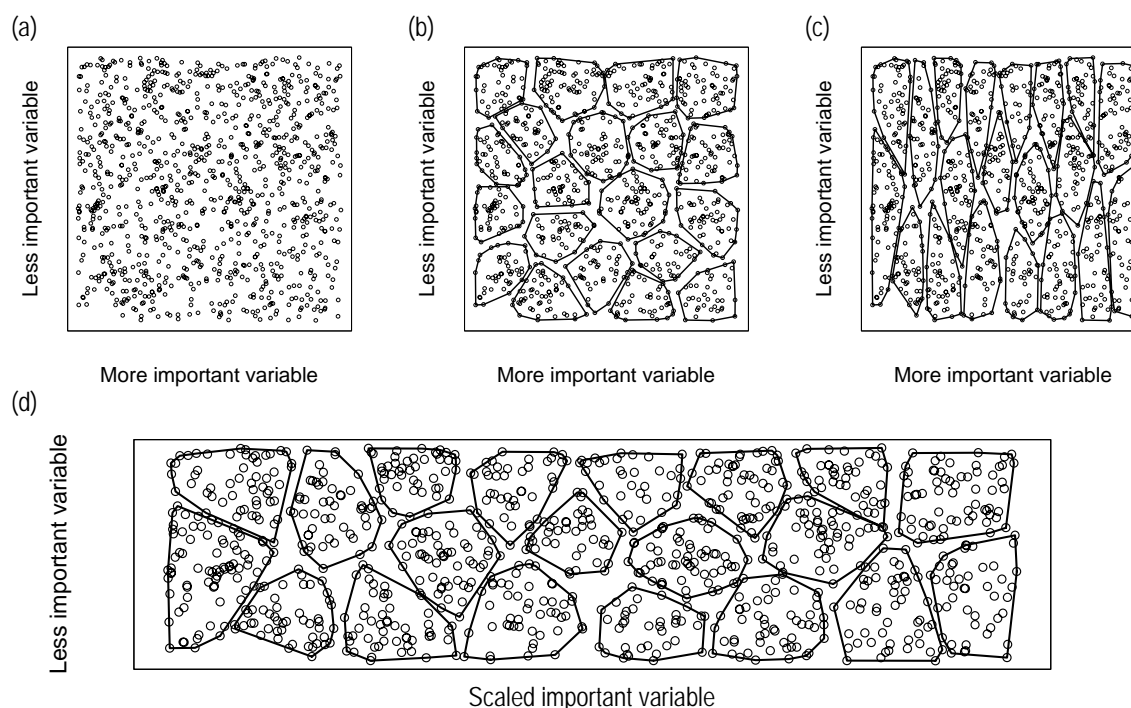 (a)
(b)
(c)
Less important variable
Less important variable
Less important variable
More important variable
More important variable
More important variable
(d)
Less important variable
Scaled important variable